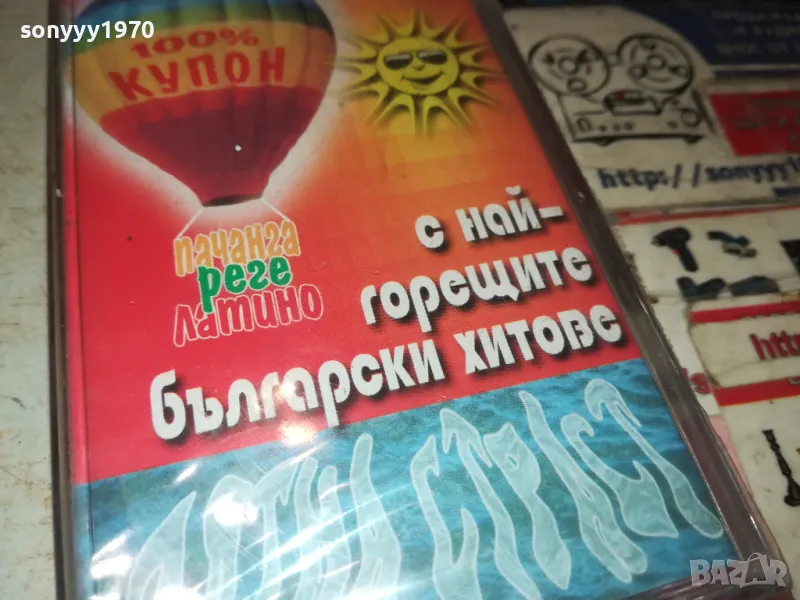 sonyyy1970
100%
КУПОН
пачанга
реге
латино
с най-
горещите
български хитове
ЛЯТНА СТРАСТ
http://sonyyy1
htt
BAZAR